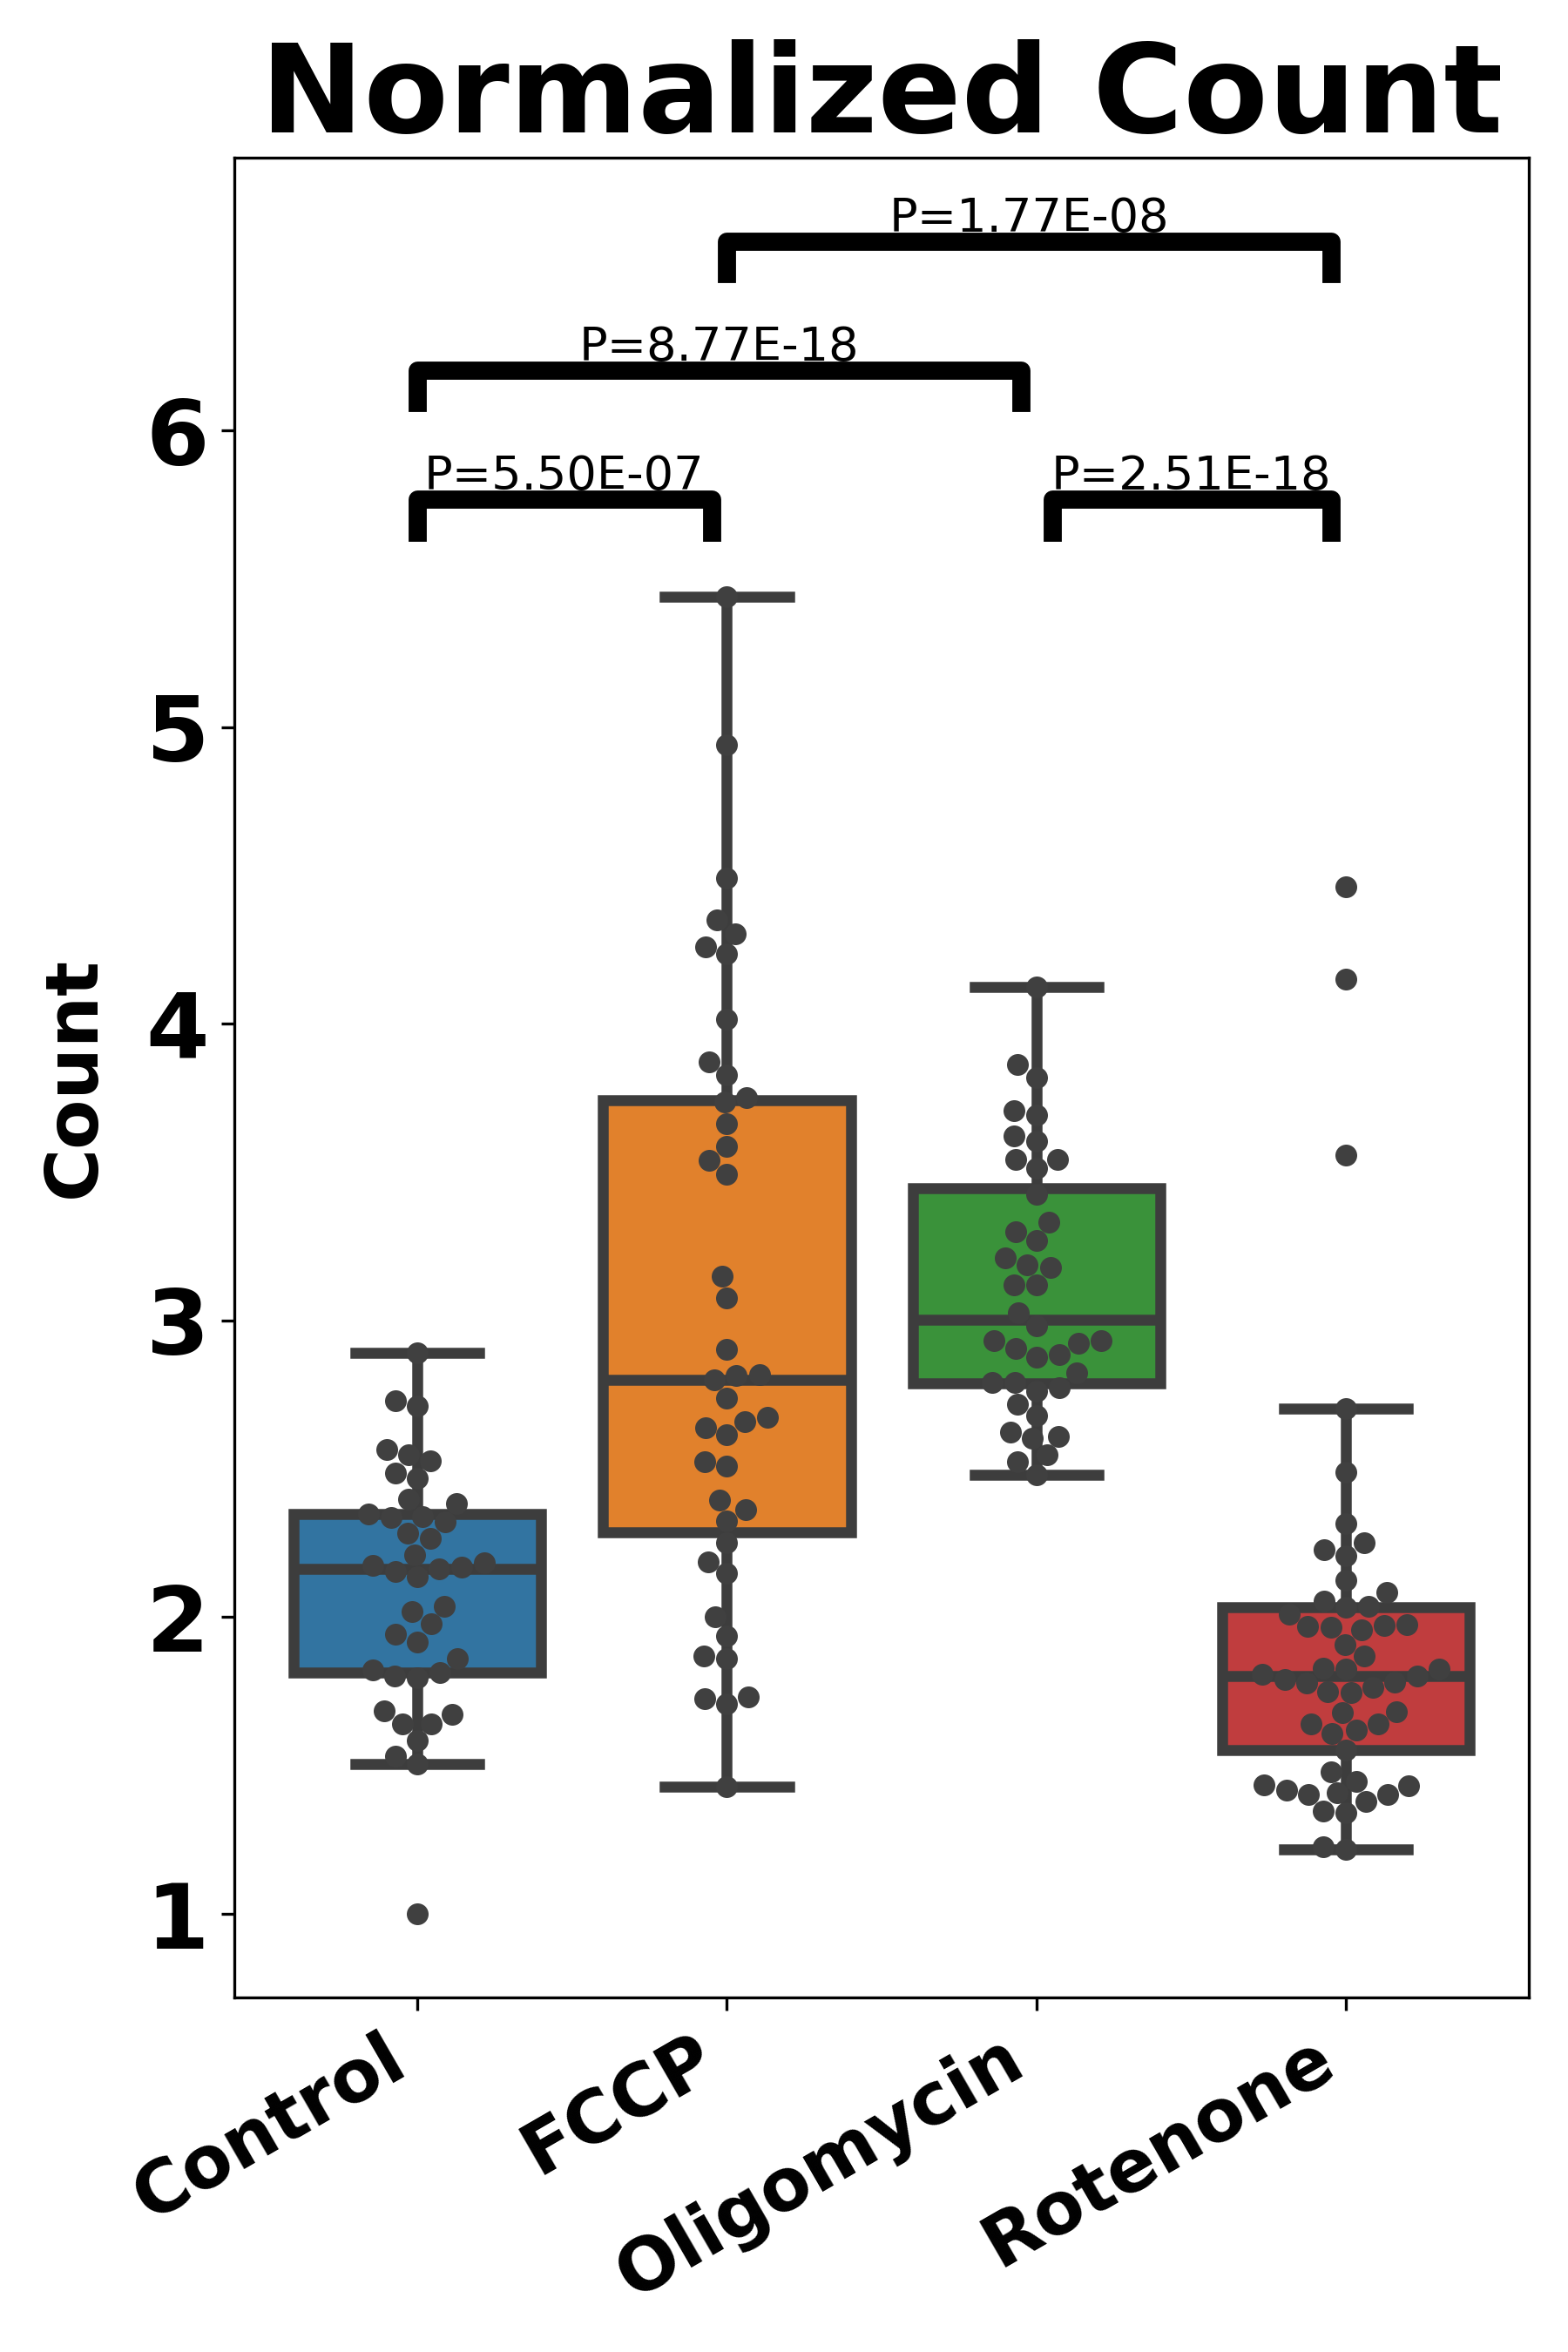 Normalized Count
P=1.77E-08
P=8.77E-18
P=5.50E-07 P=2.51E-18
6
5
4
3
2
1
Count
Control FCCP Oligomycin Rotenone